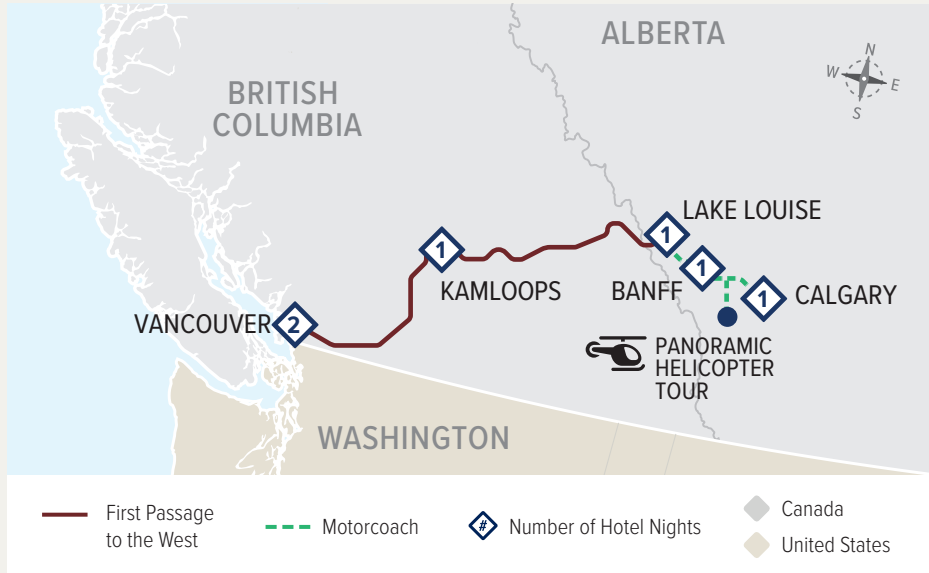 ALBERTA
N
W
E
S
BRITISH
COLUMBIA
LAKE LOUISE
1
1
1
KAMLOOPS
BANFF
1
CALGARY
VANCOUVER
2
PANORAMIC
HELICOPTER
TOUR
WASHINGTON
First Passage
to the West
Motorcoach
#
Number of Hotel Nights
Canada
United States